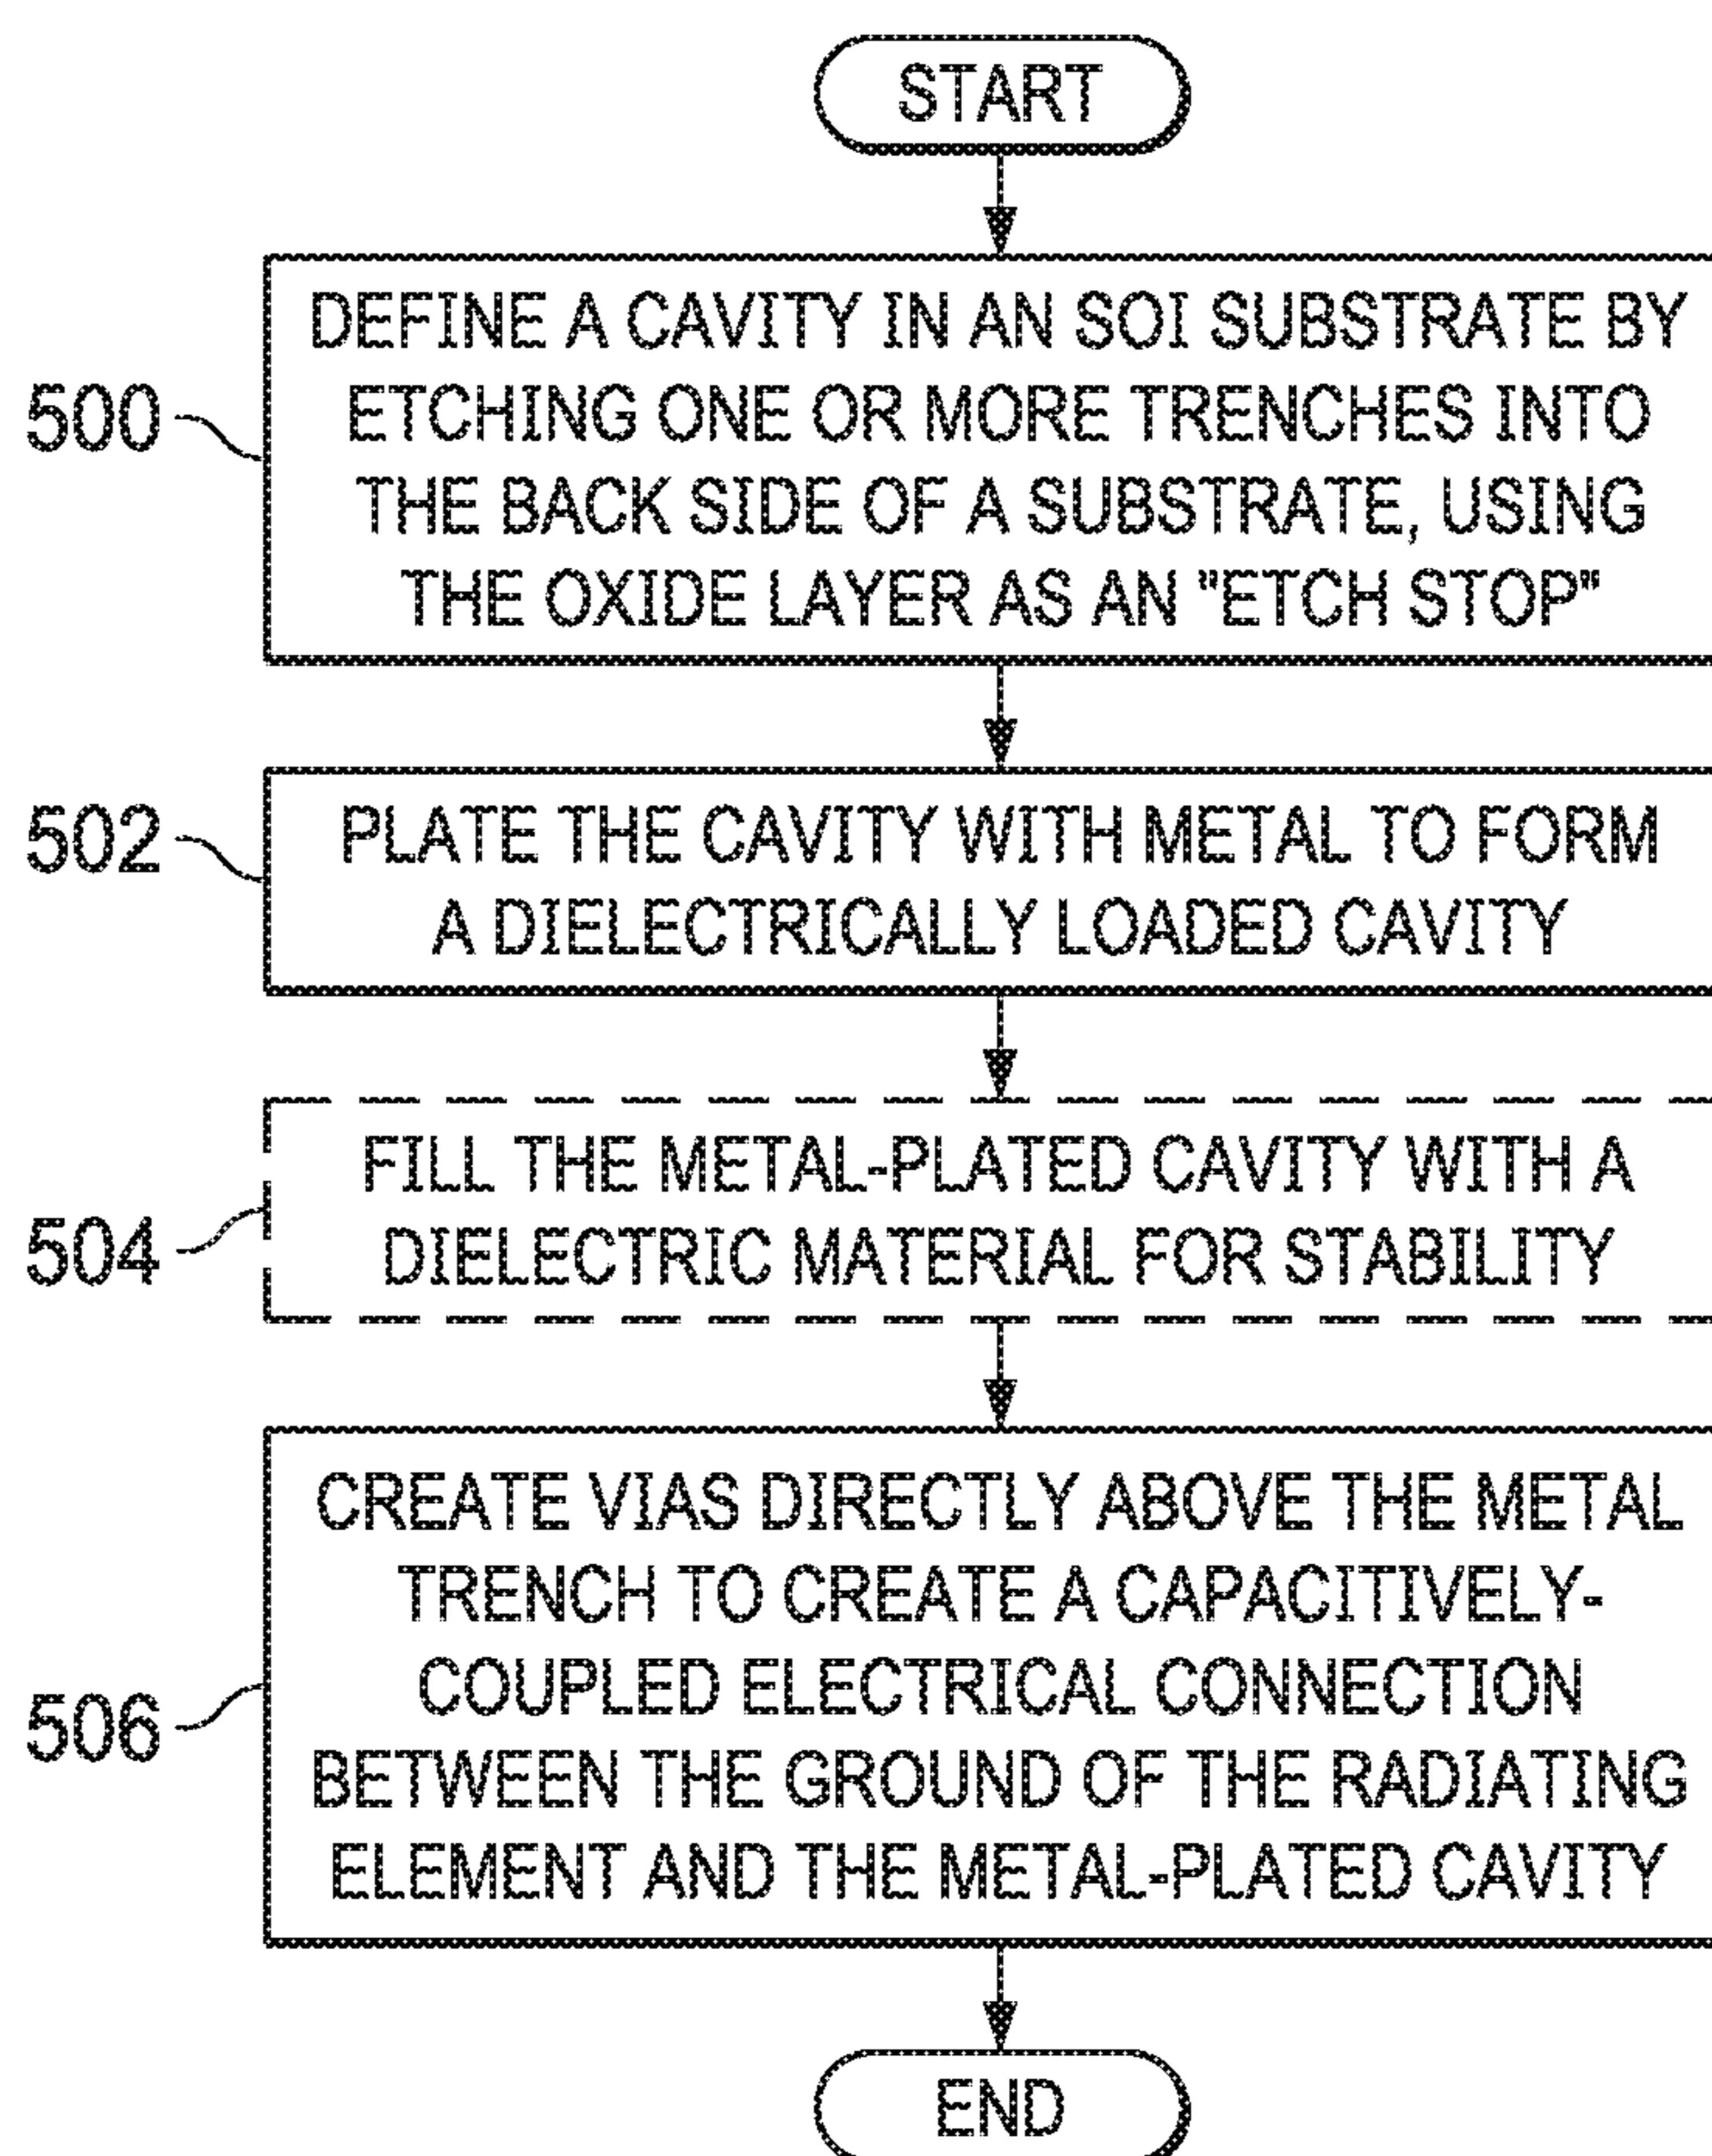 START
500
DEFINE A CAVITY IN AN SOI SUBSTRATE BY
ETCHING ONE OR MORE TRENCHES INTO
THE BACK SIDE OF A SUBSTRATE, USING
THE OXIDE LAYER AS AN "ETCH STOP"
502
PLATE THE CAVITY WITH METAL TO FORM
A DIELECTRICALLY LOADED CAVITY
504
FILL THE METAL-PLATED CAVITY WITH A
DIELECTRIC MATERIAL FOR STABILITY
506
CREATE VIAS DIRECTLY ABOVE THE METAL
TRENCH TO CREATE A CAPACITIVELY-
COUPLED ELECTRICAL CONNECTION
BETWEEN THE GROUND OF THE RADIATING
ELEMENT AND THE METAL-PLATED CAVITY
END